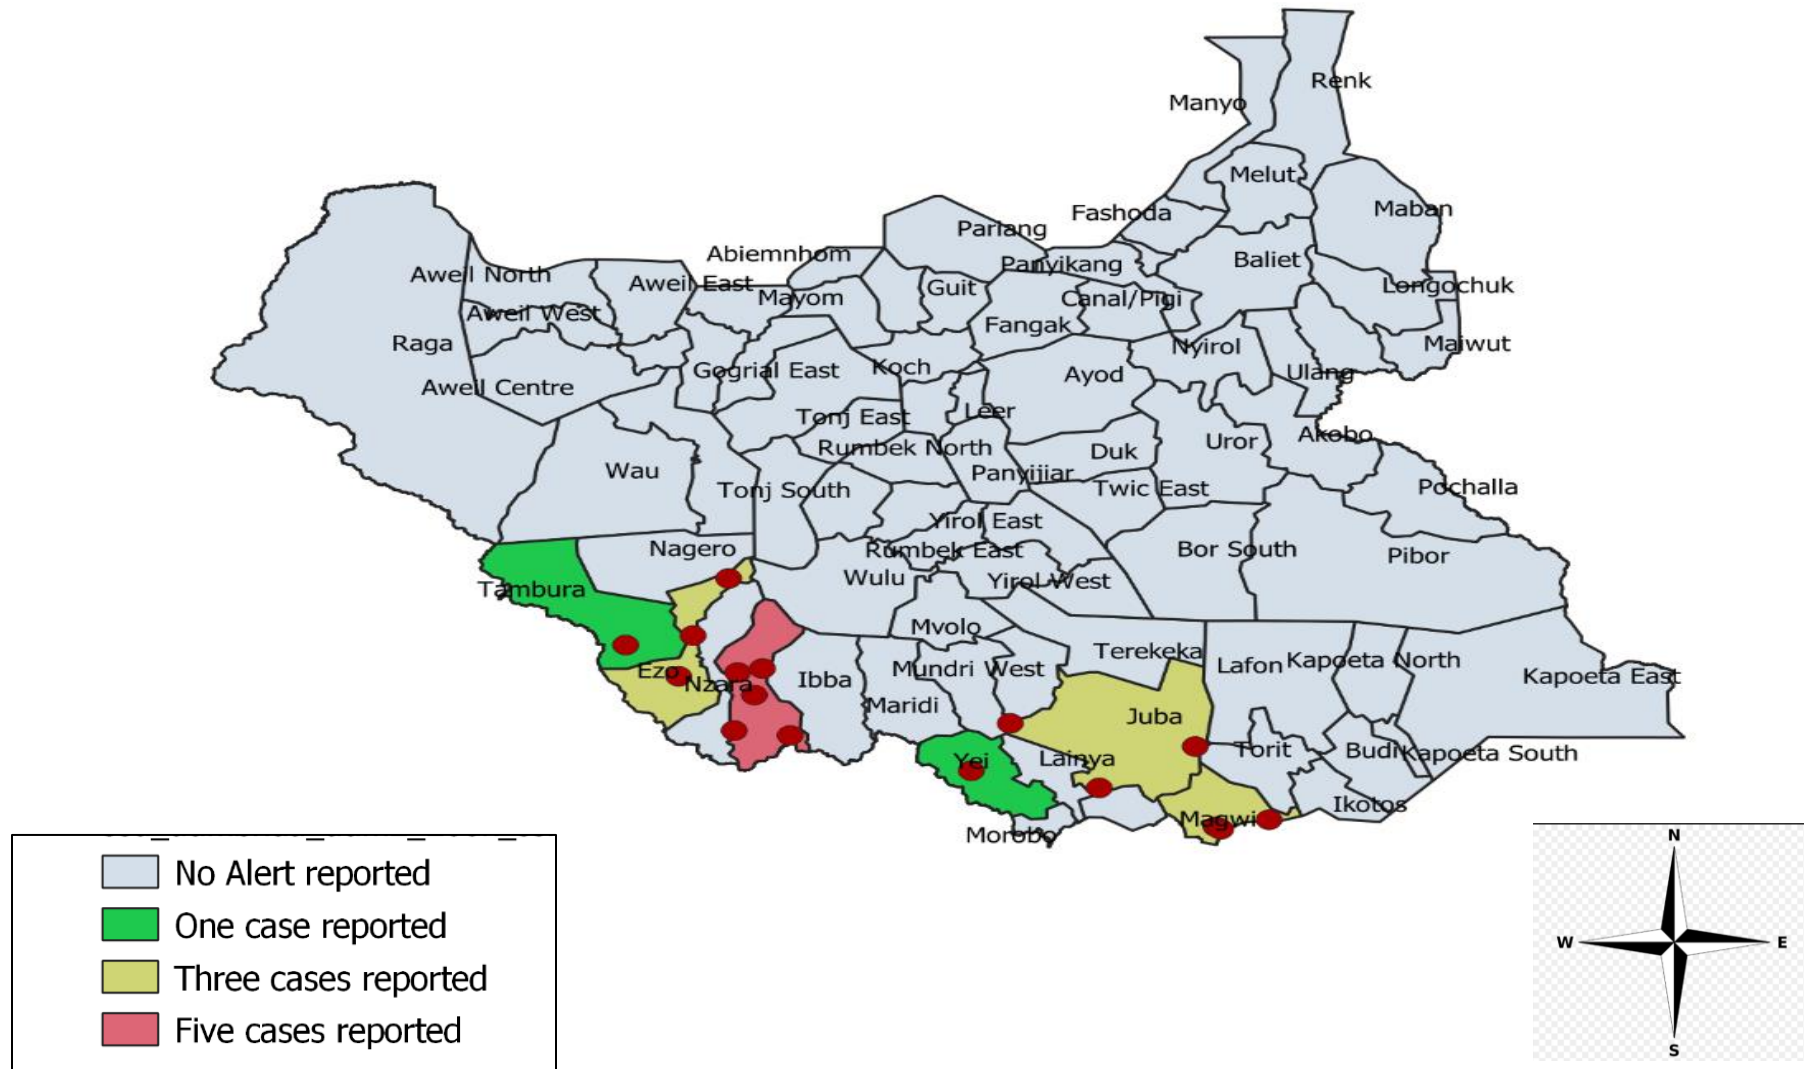 Renk
Manyo
Melut
Maban
Fashoda
Pariang
Abiemnhom
Panyikang
Baliet
Aweil North
Aweil East
Guit
Longochuk
Mayom
Canal/Pigi
Aweil West
Fangak
Raga
Nyirol
Maiwut
Gogrial East
Koch
Ayod
Ulang
Aweil Centre
Leer
Tonj East
Akobo
Uror
Rumbek North
Duk
Wau
Panyijiar
Tonj South
Twic East
Pochalla
Yirol East
Nagero
Rumbek East
Bor South
Pibor
Wulu
Yirol West
Tambura
Mvolo
Terekeka
Lafon
Kapoeta North
Ezo
Nzara
Ibba
Mundri West
Kapoeta East
Maridi
Juba
Torit
Budi
Kapoeta South
Yei
Lainya
Ikotos
Magwi
Morobo
No Alert reported
One case reported
Three cases reported
Five cases reported
N
W
E
S